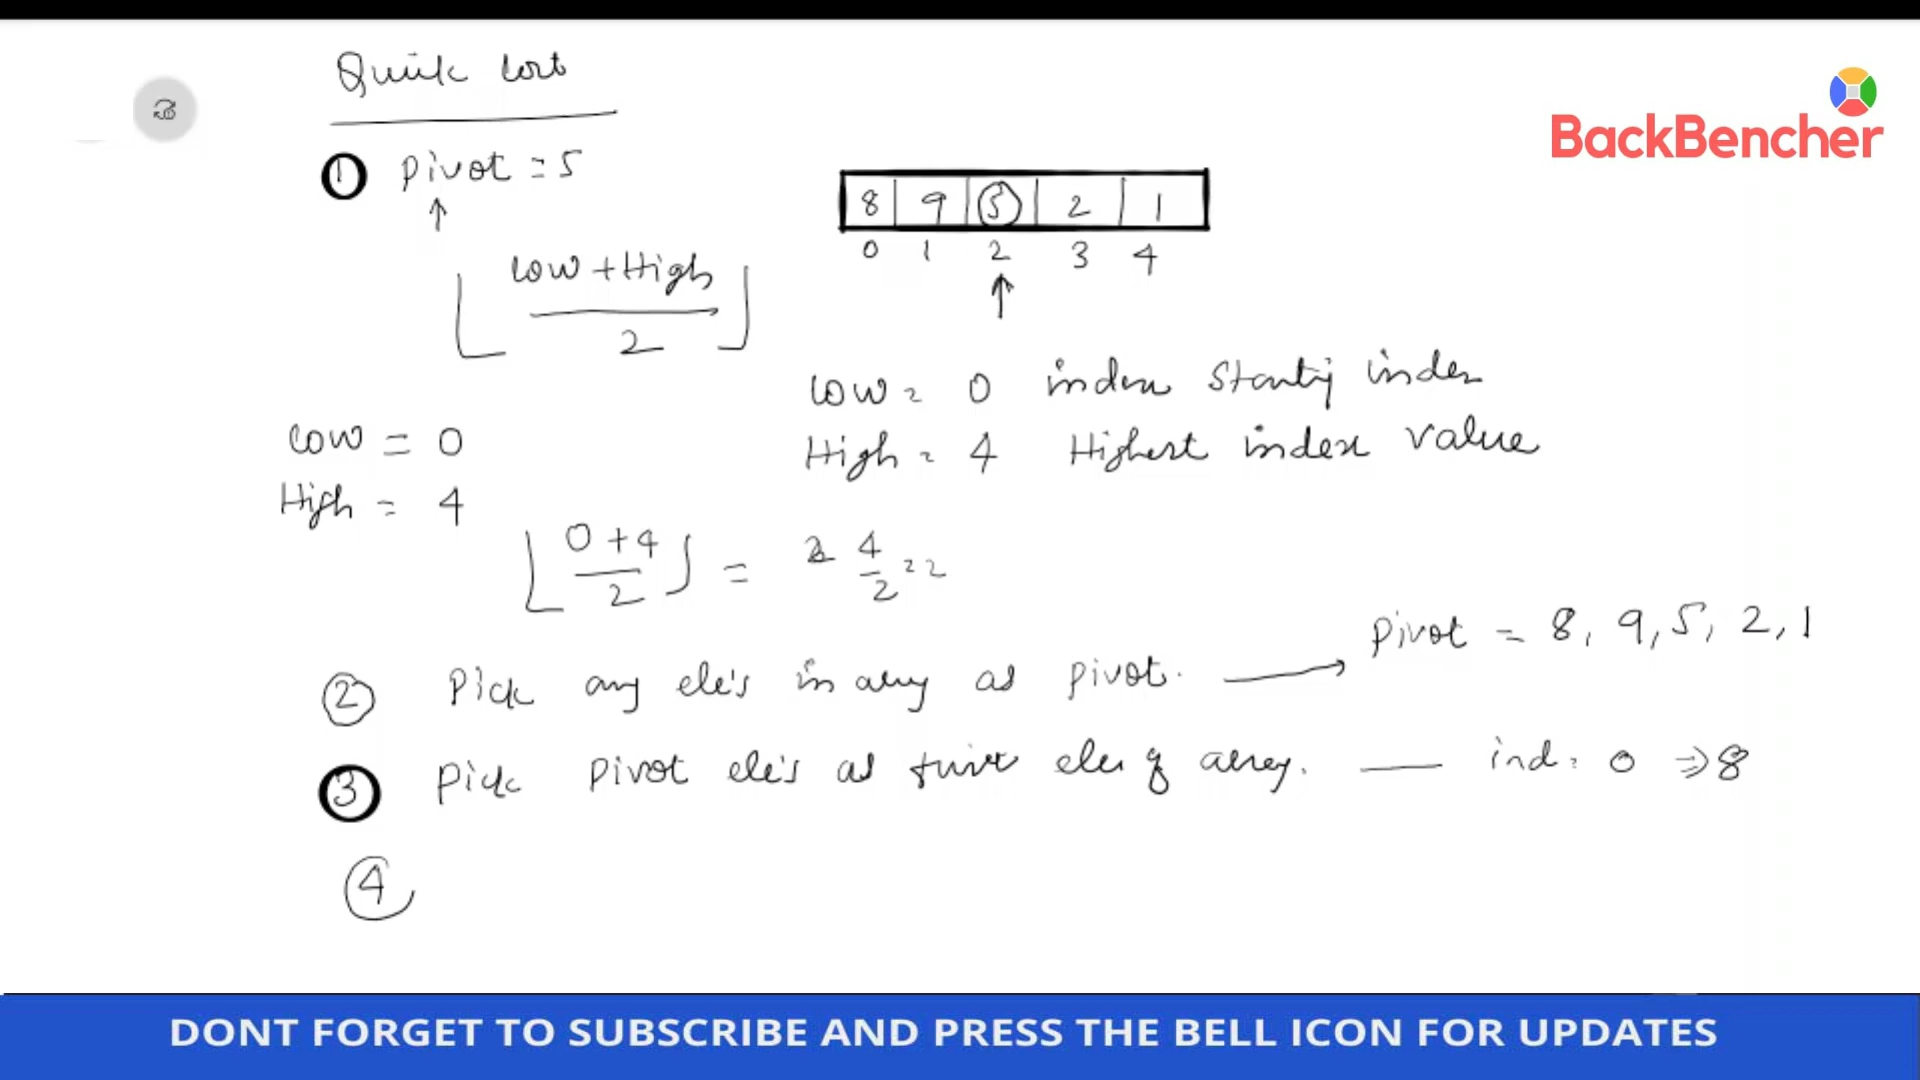 Quick sort
BackBencher
① Pivot = 5
8 9 5 2 1
0 1 2 3 4
low + High
2
low = 0 index starting index
High = 4 Highest index value
low = 0
High = 4
0 + 4
2
= 4
2 = 2
Pivot = 8, 9, 5, 2, 1
② Pick any ele's in array as pivot.
③ Pick Pivot ele's as first ele of array. ind = 0 ⇒ 8
④
DONT FORGET TO SUBSCRIBE AND PRESS THE BELL ICON FOR UPDATES